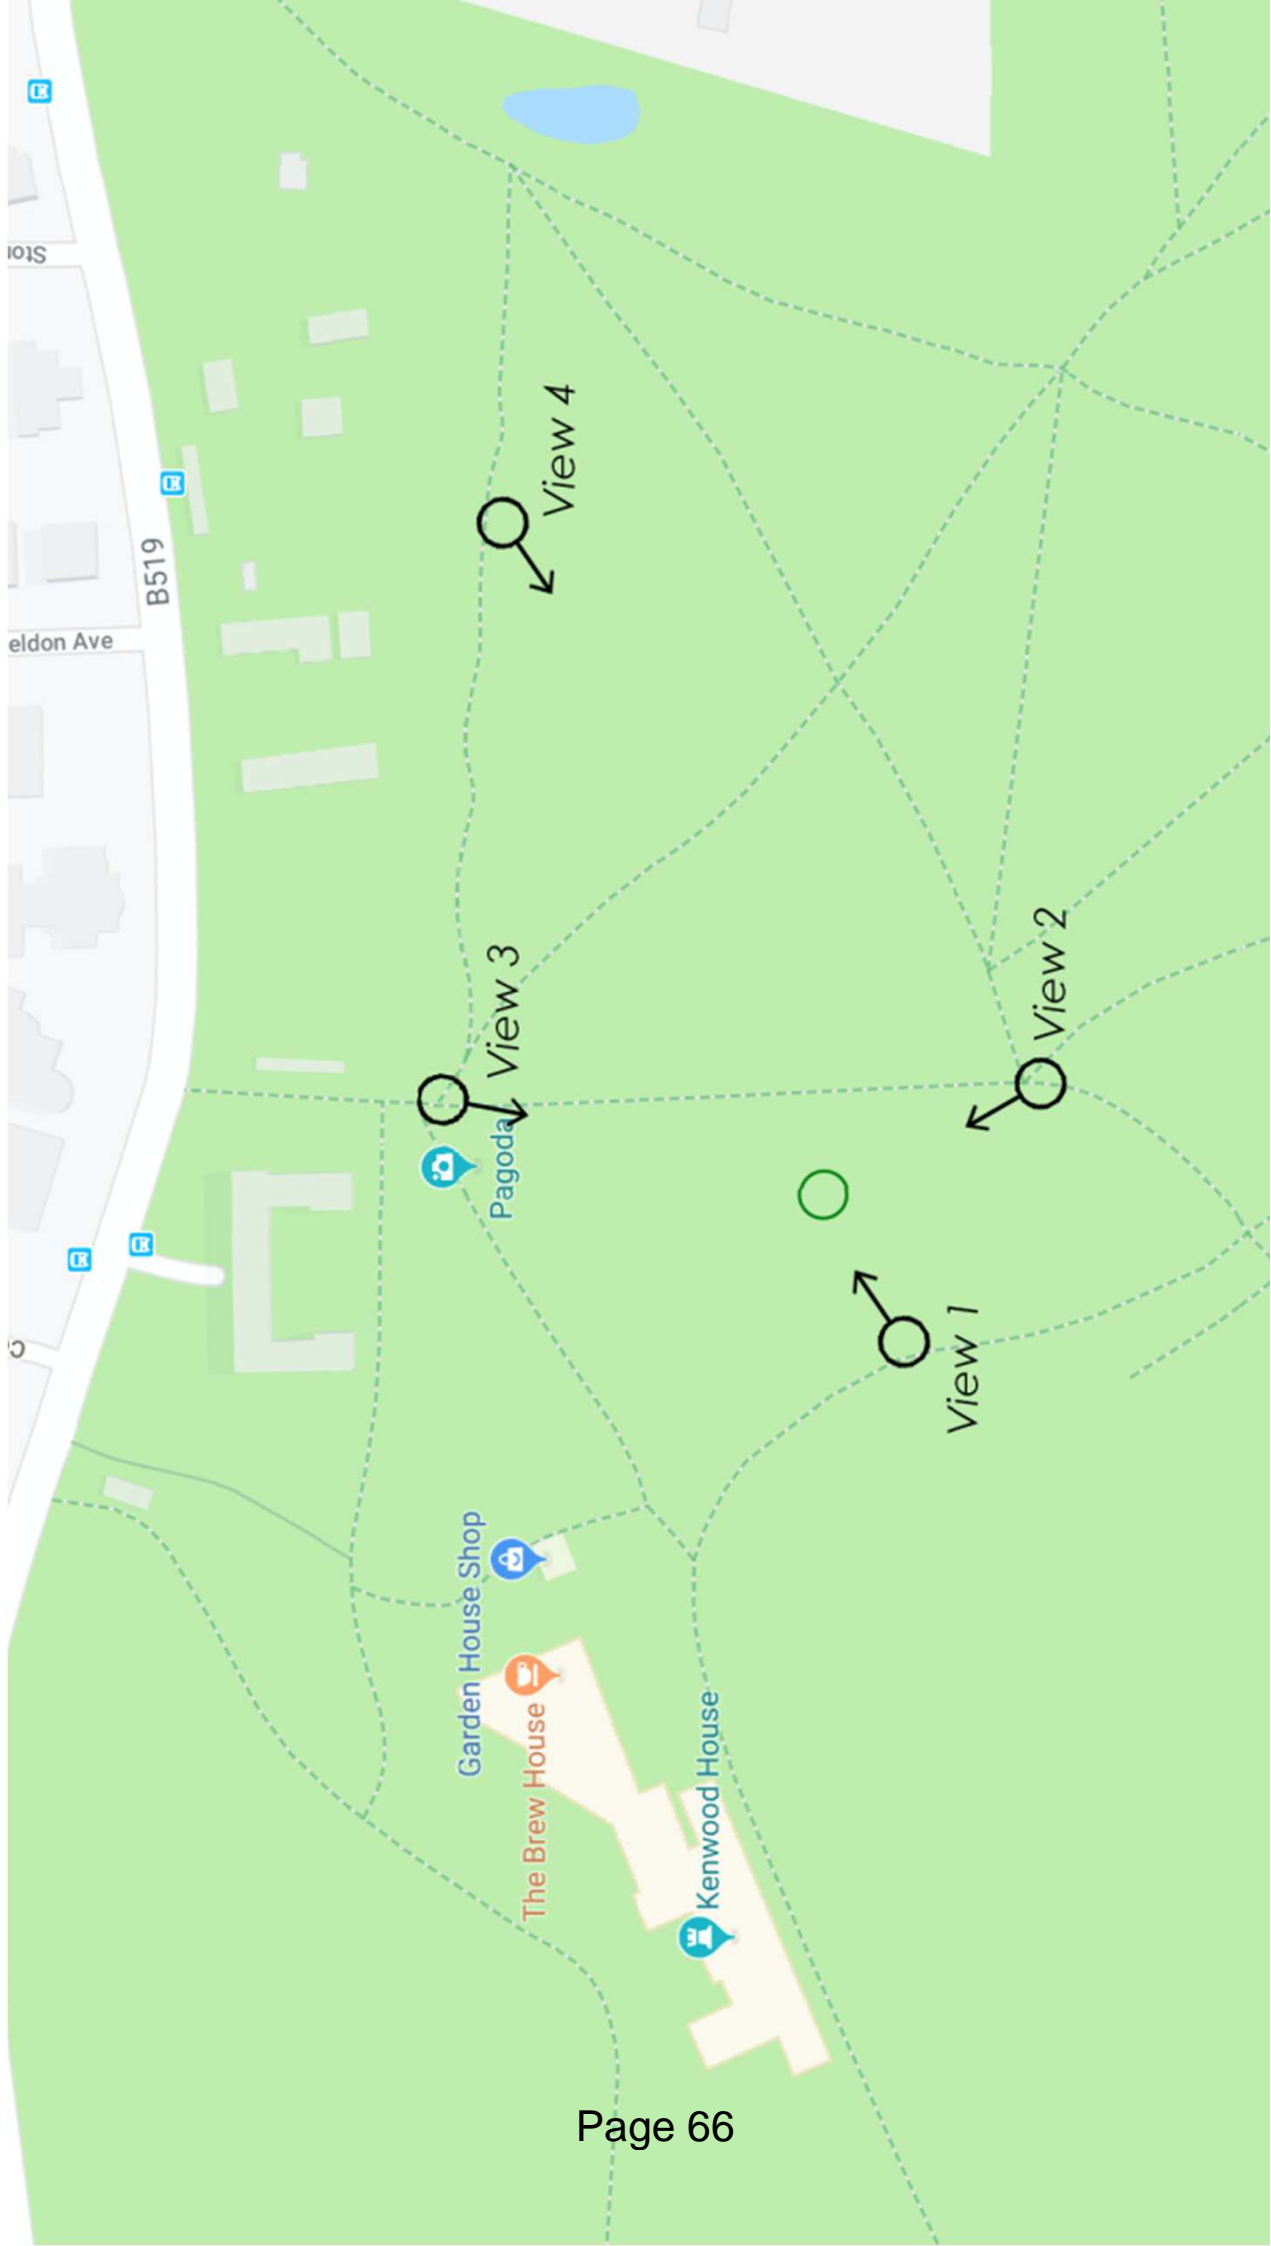 B519
eldon Ave
View 4
View 3
Pagoda
View 2
View 1
Garden House Shop
The Brew House
Kenwood House
Page 66